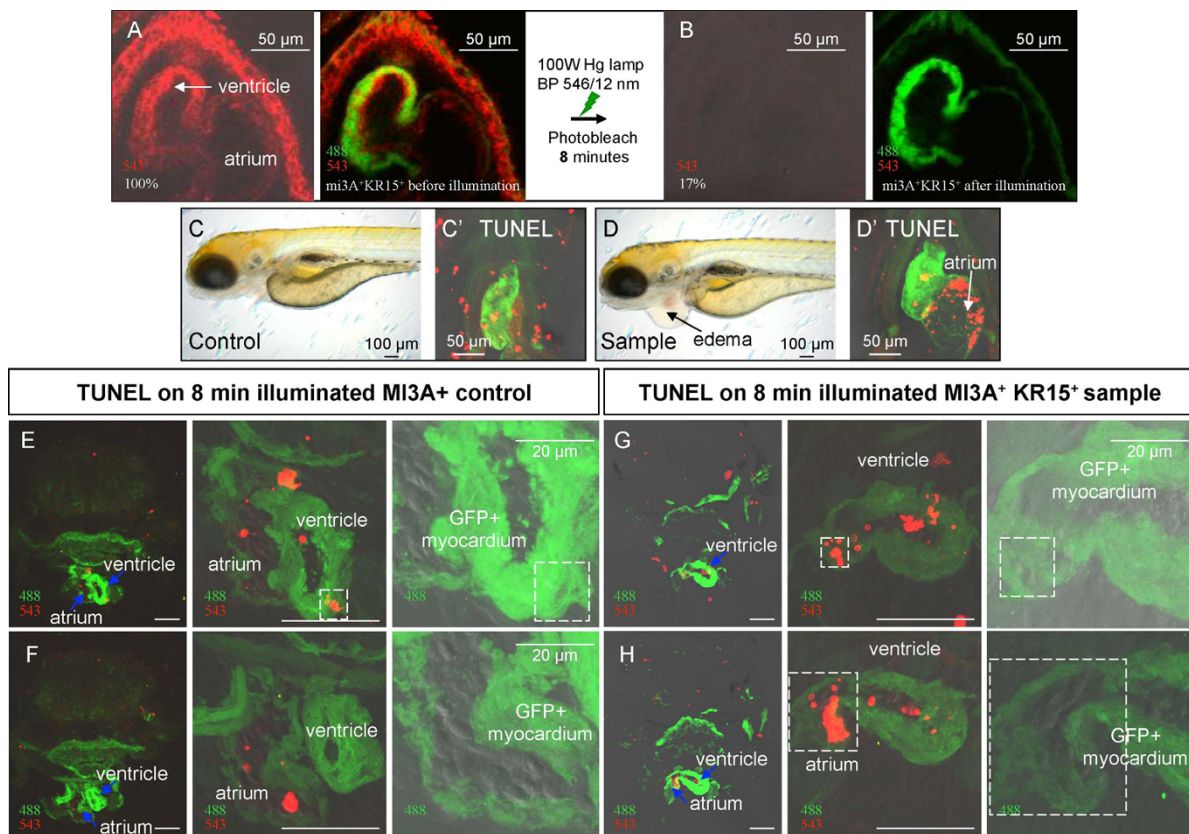 A
50 µm
ventricle
atrium
543
100%
50 µm
488
543
mi3A⁺KR15⁺ before illumination
100W Hg lamp
BP 546/12 nm
Photobleach
8 minutes
B
50 µm
543
17%
50 µm
488
543
mi3A⁺KR15⁺ after illumination
C
Control
100 µm
C' TUNEL
50 µm
D
Sample
edema
100 µm
D' TUNEL
atrium
50 µm
TUNEL on 8 min illuminated MI3A+ control
TUNEL on 8 min illuminated MI3A⁺ KR15⁺ sample
E
ventricle
atrium
488
543
ventricle
atrium
488
543
20 µm
GFP+
myocardium
488
G
ventricle
488
543
ventricle
488
543
20 µm
GFP+
myocardium
488
F
ventricle
atrium
488
543
ventricle
atrium
488
543
20 µm
GFP+
myocardium
488
H
ventricle
atrium
488
543
ventricle
atrium
488
543
GFP+
myocardium
488